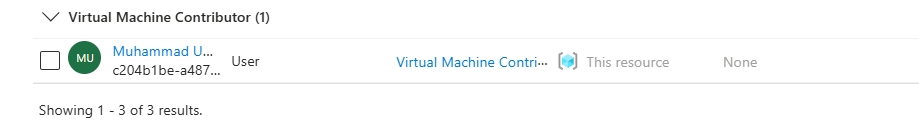 Virtual Machine Contributor (1)
MU
Muhammad U...
c204b1be-a487...
User
Virtual Machine Contri...
This resource
None
Showing 1 - 3 of 3 results.